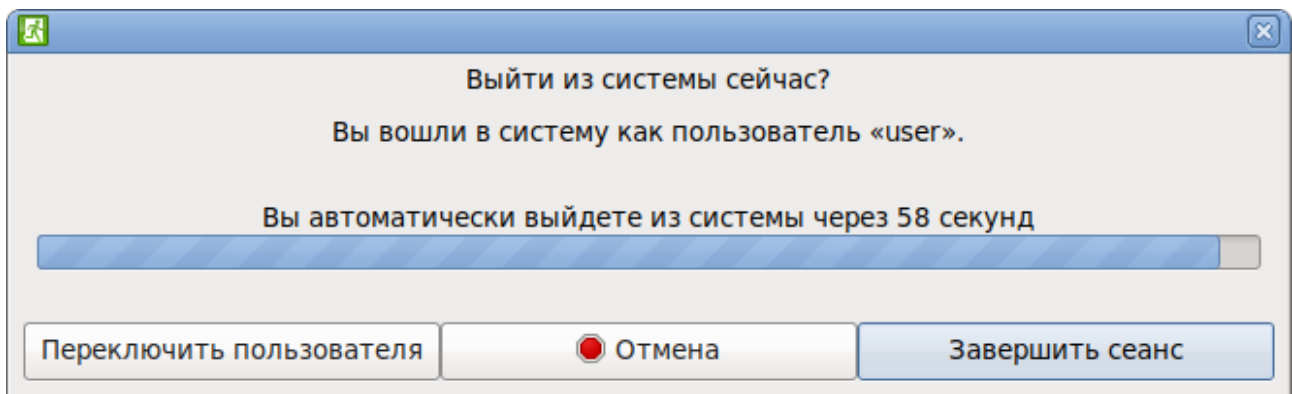 Выйти из системы сейчас?
Вы вошли в систему как пользователь «user».
Вы автоматически выйдете из системы через 58 секунд
Переключить пользователя
Отмена
Завершить сеанс